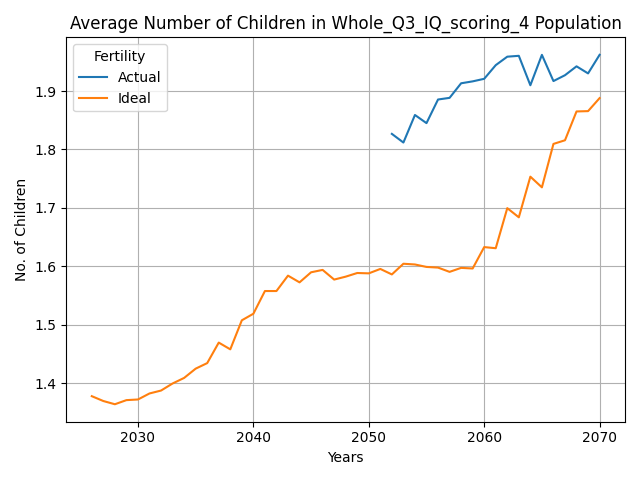 Average Number of Children in Whole_Q3_IQ_scoring_4 Population
Fertility
Actual
Ideal
No. of Children
1.9
1.8
1.7
1.6
1.5
1.4
2030
2040
2050
2060
2070
Years